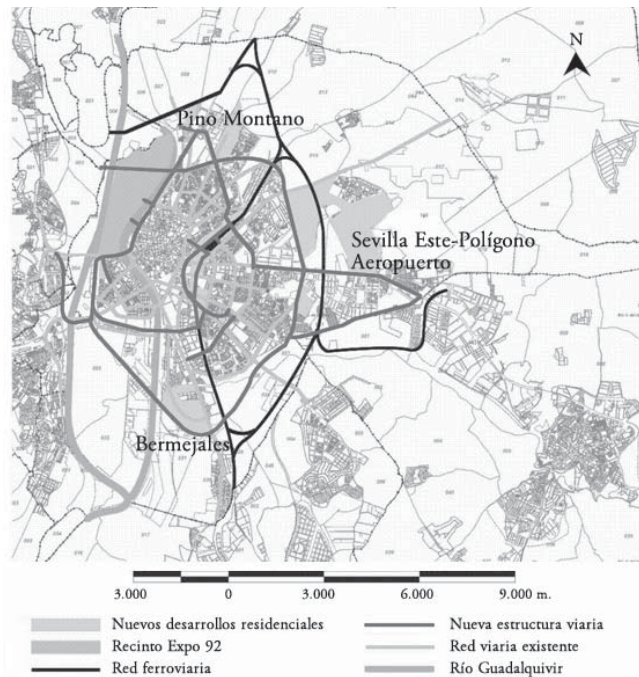 N
Pino Montano
Sevilla Este-Polígono
Aeropuerto
Bermejales
3.000 0 3.000 6.000 9.000 m.
Nuevos desarrollos residenciales
Recinto Expo 92
Red ferroviaria
Nueva estructura viaria
Red viaria existente
Río Guadalquivir